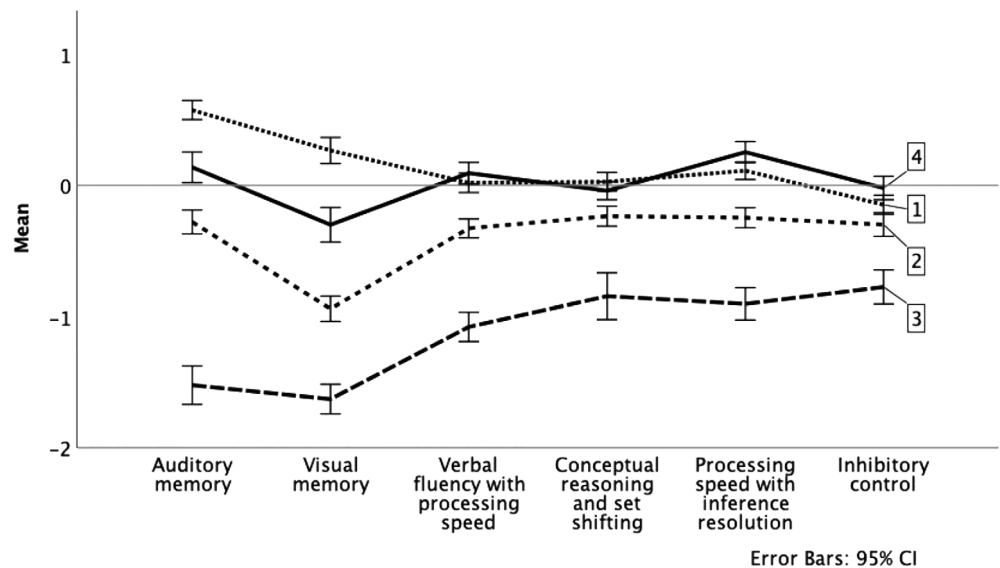 1
0
-1
-2
Mean
4
1
2
3
Auditory
memory
Visual
memory
Verbal
fluency with
processing
speed
Conceptual
reasoning
and set
shifting
Processing
speed with
inference
resolution
Inhibitory
control
Error Bars: 95% CI